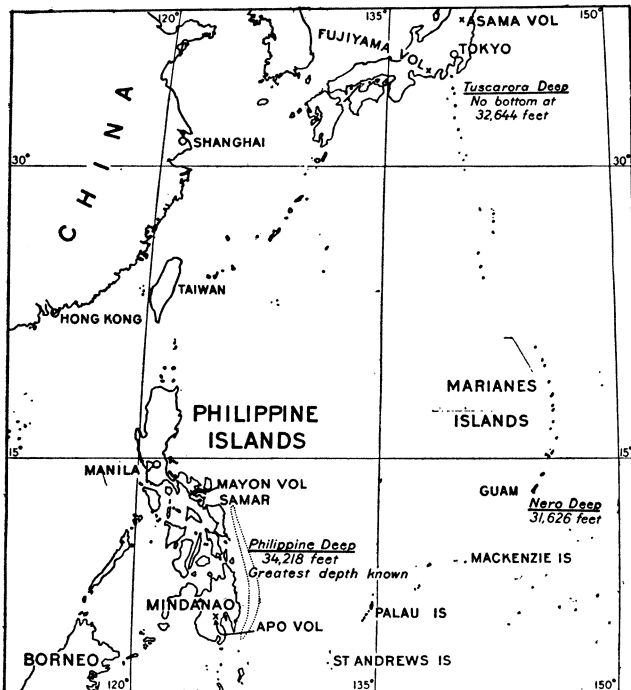 120°
135°
150°
ASAMA VOL
FUJIYAMA VOL
TOKYO
Tuscarora Deep
No bottom at
32,644 feet
CHINA
SHANGHAI
30°
30°
TAIWAN
HONG KONG
MARIANES
ISLANDS
PHILIPPINE
ISLANDS
15°
MANILA
MAYON VOL
SAMAR
GUAM
Nero Deep
31,626 feet
Philippine Deep
34,218 feet
Greatest depth known
MACKENZIE IS
MINDANAO
PALAU IS
APO VOL
BORNEO
ST ANDREWS IS
120°
135°
150°